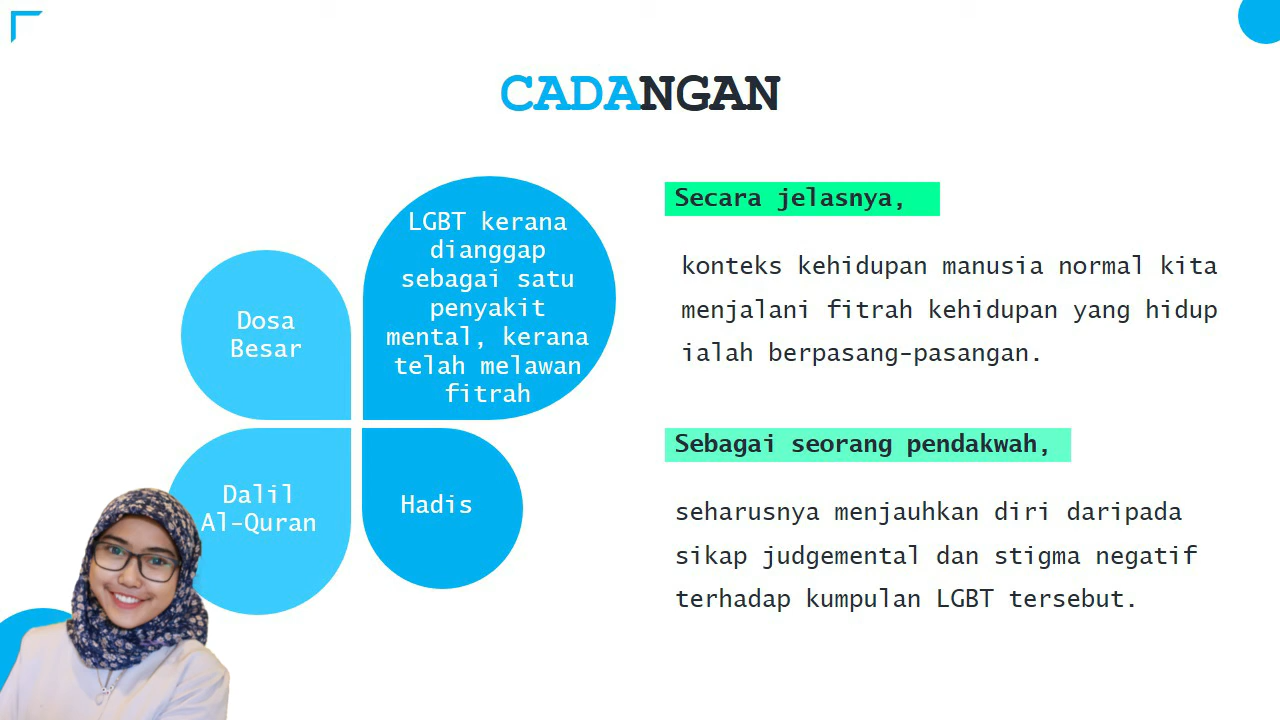 CADANGAN
LGBT kerana
dianggap
sebagai satu
penyakit
mental, kerana
telah melawan
fitrah
Dosa
Besar
Dalil
Al-Quran
Hadis
Secara jelasnya,
konteks kehidupan manusia normal kita
menjalani fitrah kehidupan yang hidup
ialah berpasang-pasangan.
Sebagai seorang pendakwah,
seharusnya menjauhkan diri daripada
sikap judgemental dan stigma negatif
terhadap kumpulan LGBT tersebut.